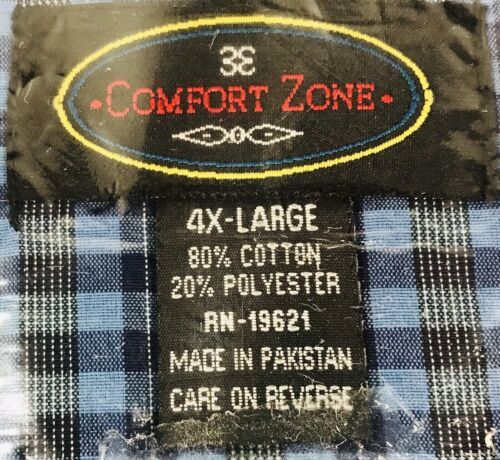 COMFORT ZONE
4X-LARGE
80% COTTON
20% POLYESTER
RN-19621
MADE IN PAKISTAN
CARE ON REVERSE